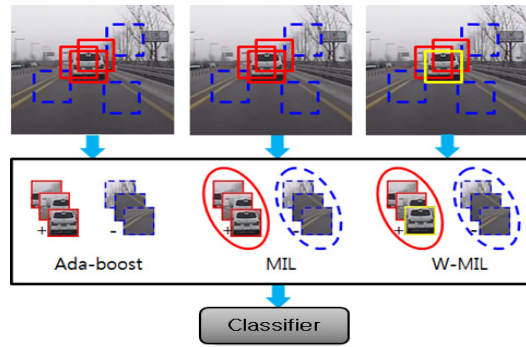 + - + - + -
Ada-boost MIL W-MIL
Classifier